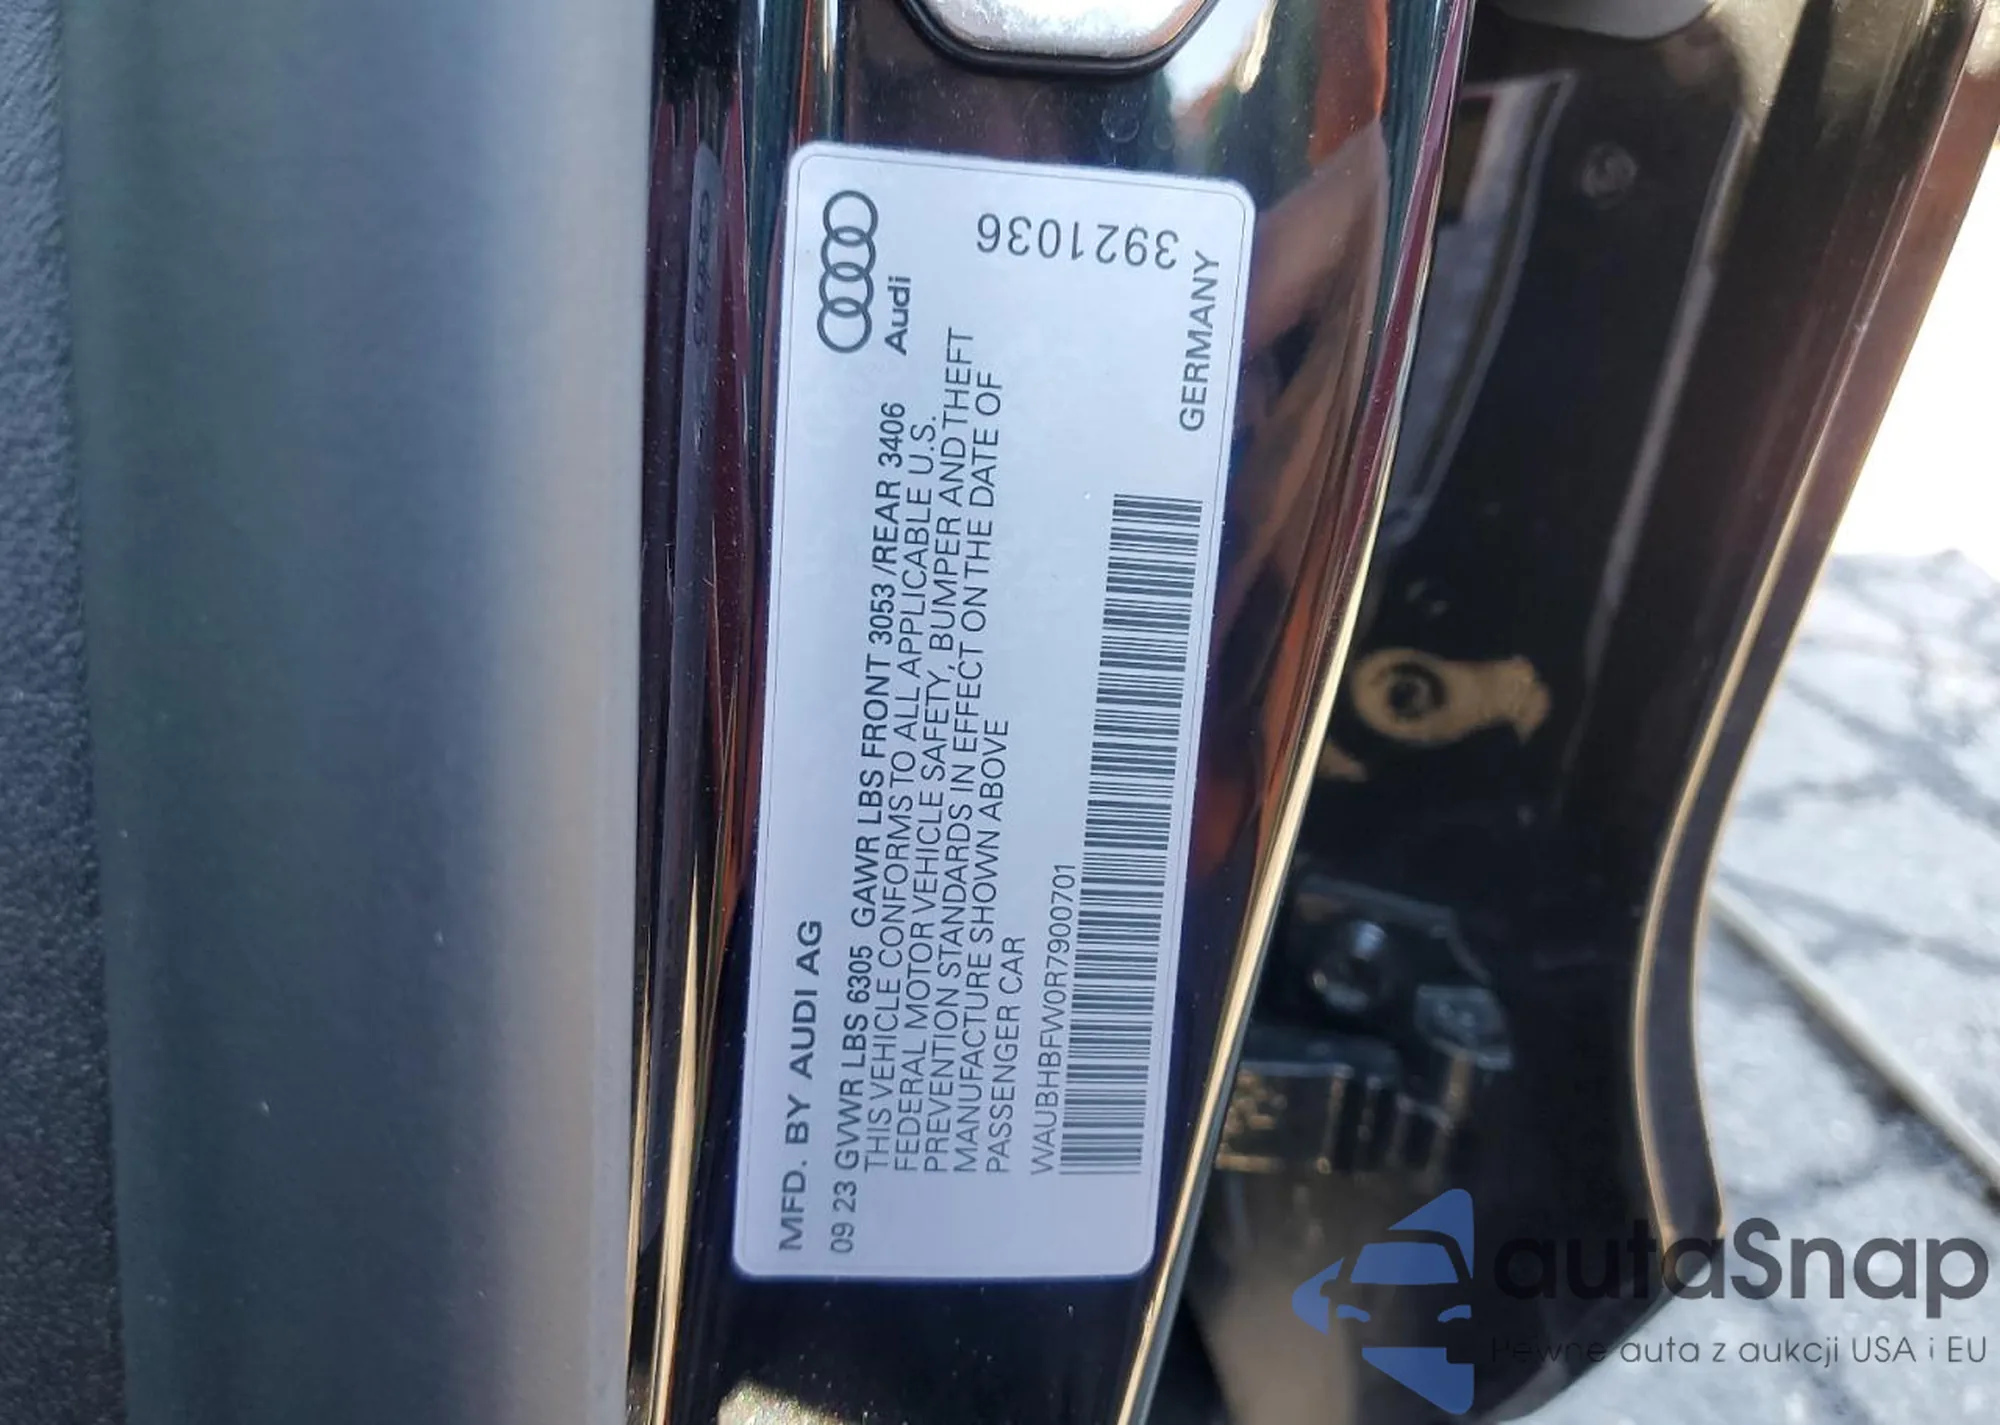 MFD. BY AUDI AG
Audi
09 23 GVWR LBS 6305 GAWR LBS FRONT 3053 /REAR 3406
THIS VEHICLE CONFORMS TO ALL APPLICABLE U.S.
FEDERAL MOTOR VEHICLE SAFETY, BUMPER AND THEFT
PREVENTION STANDARDS IN EFFECT ON THE DATE OF
MANUFACTURE SHOWN ABOVE
PASSENGER CAR
WAUBHBFW0R7900701
GERMANY
3921036
autaSnap
Pewne auta z aukcji USA i EU